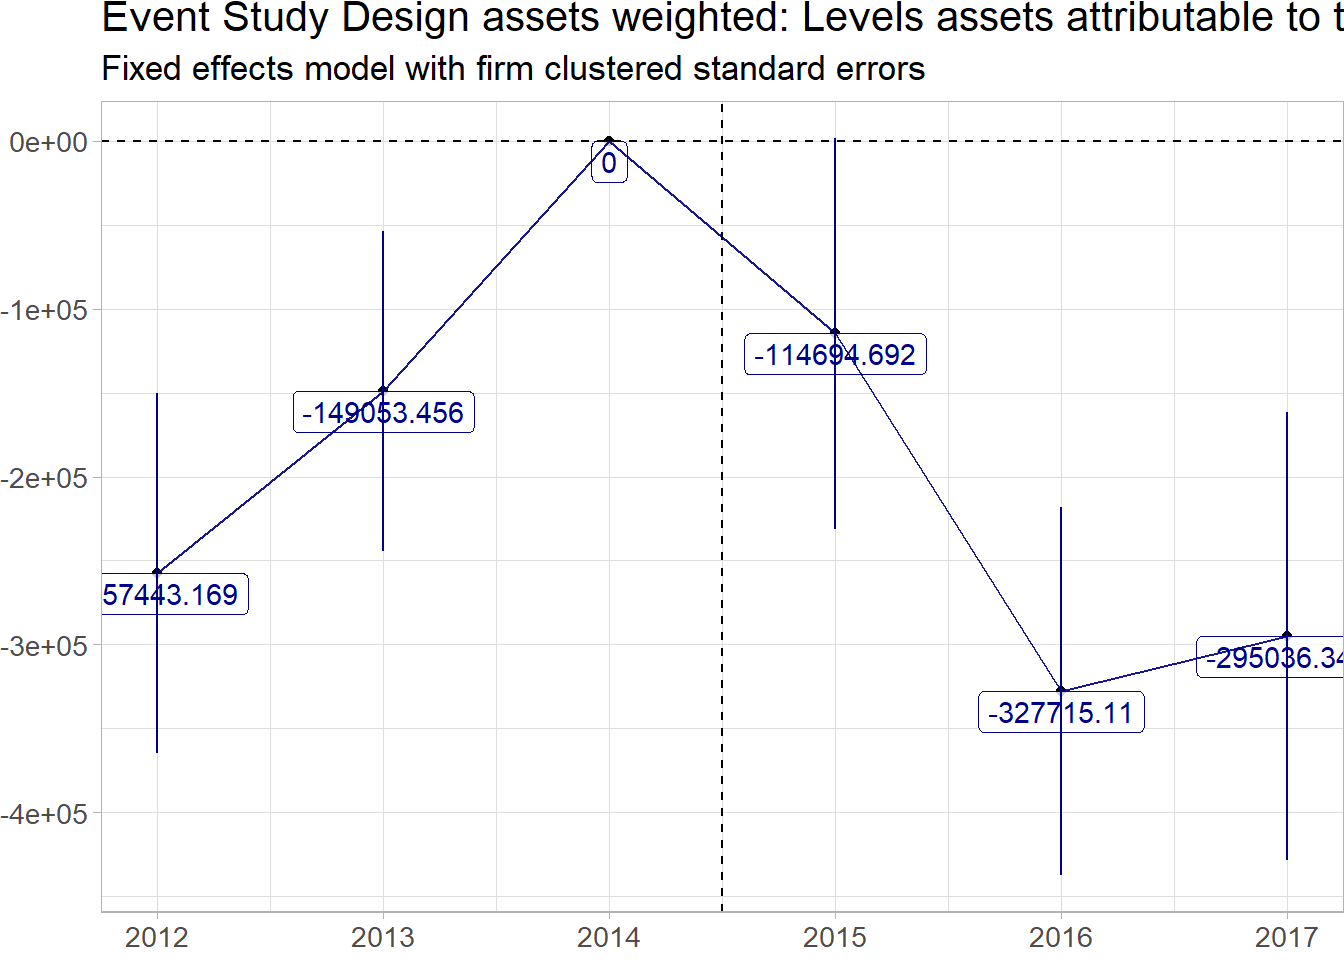 Event Study Design assets weighted: Levels assets attributable to t
Fixed effects model with firm clustered standard errors
0e+00
0
-1e+05
-114694.692
-149053.456
-2e+05
57443.169
-3e+05
-295036.34
-327715.11
-4e+05
2012 2013 2014 2015 2016 2017